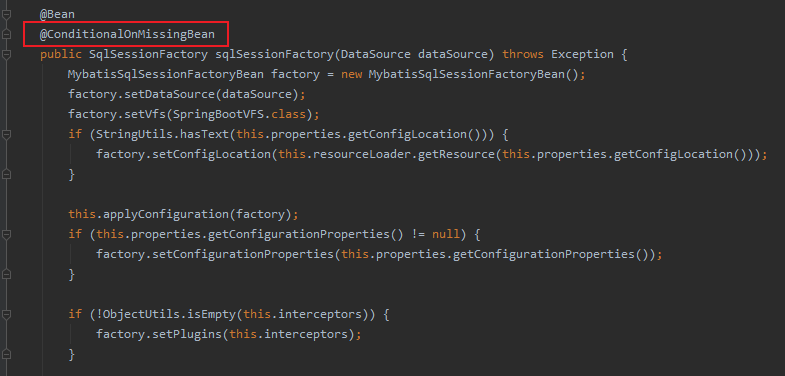 @Bean
@ConditionalOnMissingBean
public SqlSessionFactory sqlSessionFactory(DataSource dataSource) throws Exception {
    MybatisSqlSessionFactoryBean factory = new MybatisSqlSessionFactoryBean();
    factory.setDataSource(dataSource);
    factory.setVfs(SpringBootVFS.class);
    if (StringUtils.hasText(this.properties.getConfigLocation())) {
        factory.setConfigLocation(this.resourceLoader.getResource(this.properties.getConfigLocation()));
    }
    this.applyConfiguration(factory);
    if (this.properties.getConfigurationProperties() != null) {
        factory.setConfigurationProperties(this.properties.getConfigurationProperties());
    }
    if (!ObjectUtils.isEmpty(this.interceptors)) {
        factory.setPlugins(this.interceptors);
    }